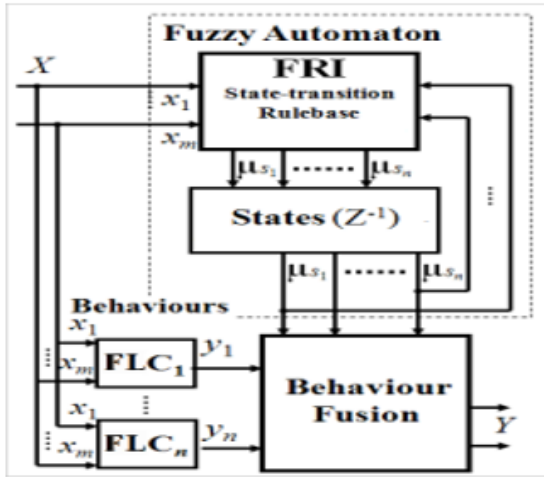 Fuzzy Automaton
X
FRI
State-transition
Rulebase
x1
xm
μs1 ...... μsn
States (Z-1)
μs1 ...... μsn
Behaviours
x1
xm
FLC1
y1
x1
xm
FLCn
yn
Behaviour
Fusion
Y